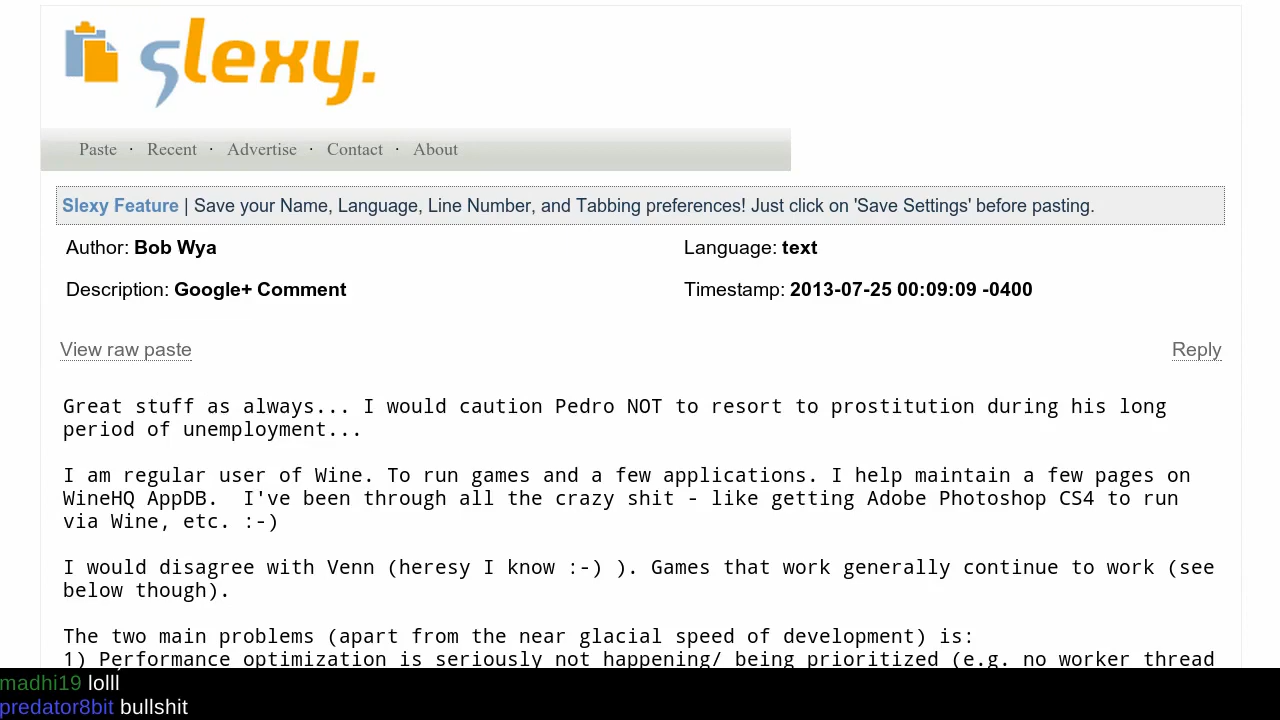 slexy.
Paste · Recent · Advertise · Contact · About
Slexy Feature | Save your Name, Language, Line Number, and Tabbing preferences! Just click on 'Save Settings' before pasting.
Author: Bob Wya
Language: text
Description: Google+ Comment
Timestamp: 2013-07-25 00:09:09 -0400
View raw paste
Reply
Great stuff as always... I would caution Pedro NOT to resort to prostitution during his long
period of unemployment...
I am regular user of Wine. To run games and a few applications. I help maintain a few pages on
WineHQ AppDB.  I've been through all the crazy shit - like getting Adobe Photoshop CS4 to run
via Wine, etc. :-)
I would disagree with Venn (heresy I know :-) ). Games that work generally continue to work (see
below though).
The two main problems (apart from the near glacial speed of development) is:
1) Performance optimization is seriously not happening/ being prioritized (e.g. no worker thread
madhi19 lolll
predator8bit bullshit